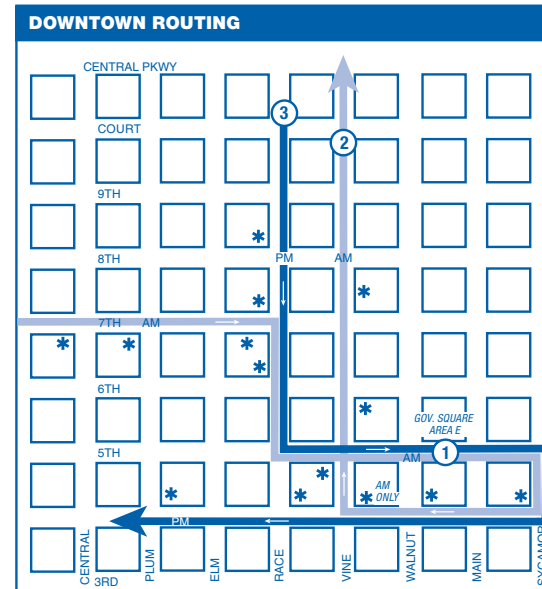 DOWNTOWN ROUTING
CENTRAL PKWY
3
COURT
2
9TH
*
8TH
PM
AM
*
*
7TH
AM
*
*
*
*
6TH
*
GOV. SQUARE
AREA E
5TH
AM
1
*
*
*
*
AM
ONLY
*
*
PM
CENTRAL
3RD
PLUM
ELM
RACE
VINE
WALNUT
MAIN